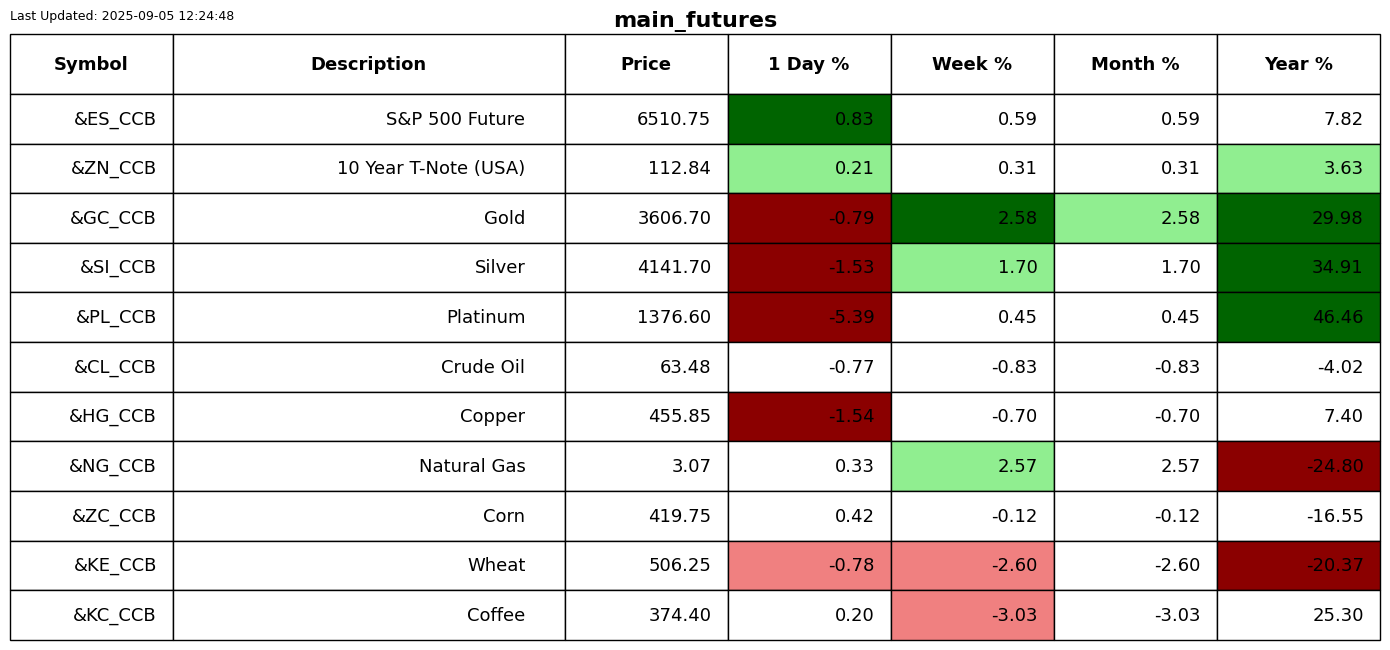 Last Updated: 2025-09-05 12:24:48
main_futures
Symbol Description Price 1 Day % Week % Month % Year %
&ES_CCB S&P 500 Future 6510.75 0.83 0.59 0.59 7.82
&ZN_CCB 10 Year T-Note (USA) 112.84 0.21 0.31 0.31 3.63
&GC_CCB Gold 3606.70 -0.79 2.58 2.58 29.98
&SI_CCB Silver 4141.70 -1.53 1.70 1.70 34.91
&PL_CCB Platinum 1376.60 -5.39 0.45 0.45 46.46
&CL_CCB Crude Oil 63.48 -0.77 -0.83 -0.83 -4.02
&HG_CCB Copper 455.85 -1.54 -0.70 -0.70 7.40
&NG_CCB Natural Gas 3.07 0.33 2.57 2.57 -24.80
&ZC_CCB Corn 419.75 0.42 -0.12 -0.12 -16.55
&KE_CCB Wheat 506.25 -0.78 -2.60 -2.60 -20.37
&KC_CCB Coffee 374.40 0.20 -3.03 -3.03 25.30